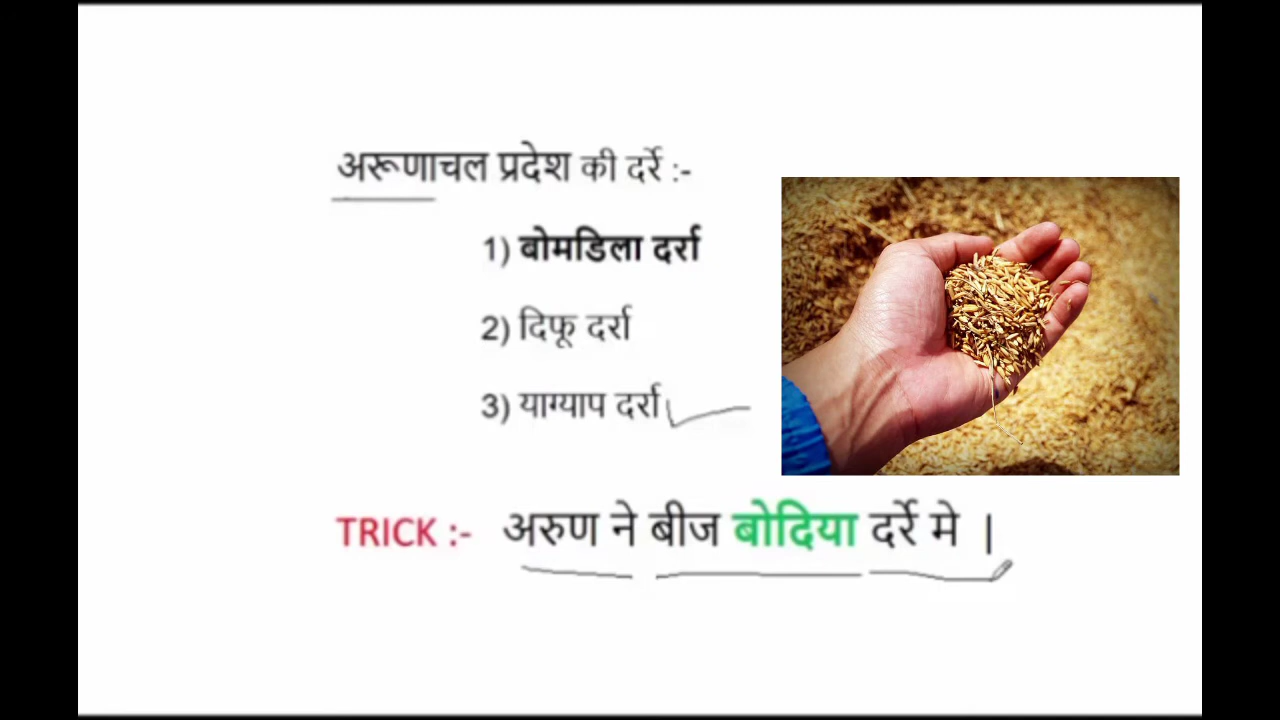 अरूणाचल प्रदेश की दर्रे :-
1) बोमडिला दर्रा
2) दिफू दर्रा
3) याग्याप दर्रा
TRICK :- अरुण ने बीज बोदिया दर्रे मे |